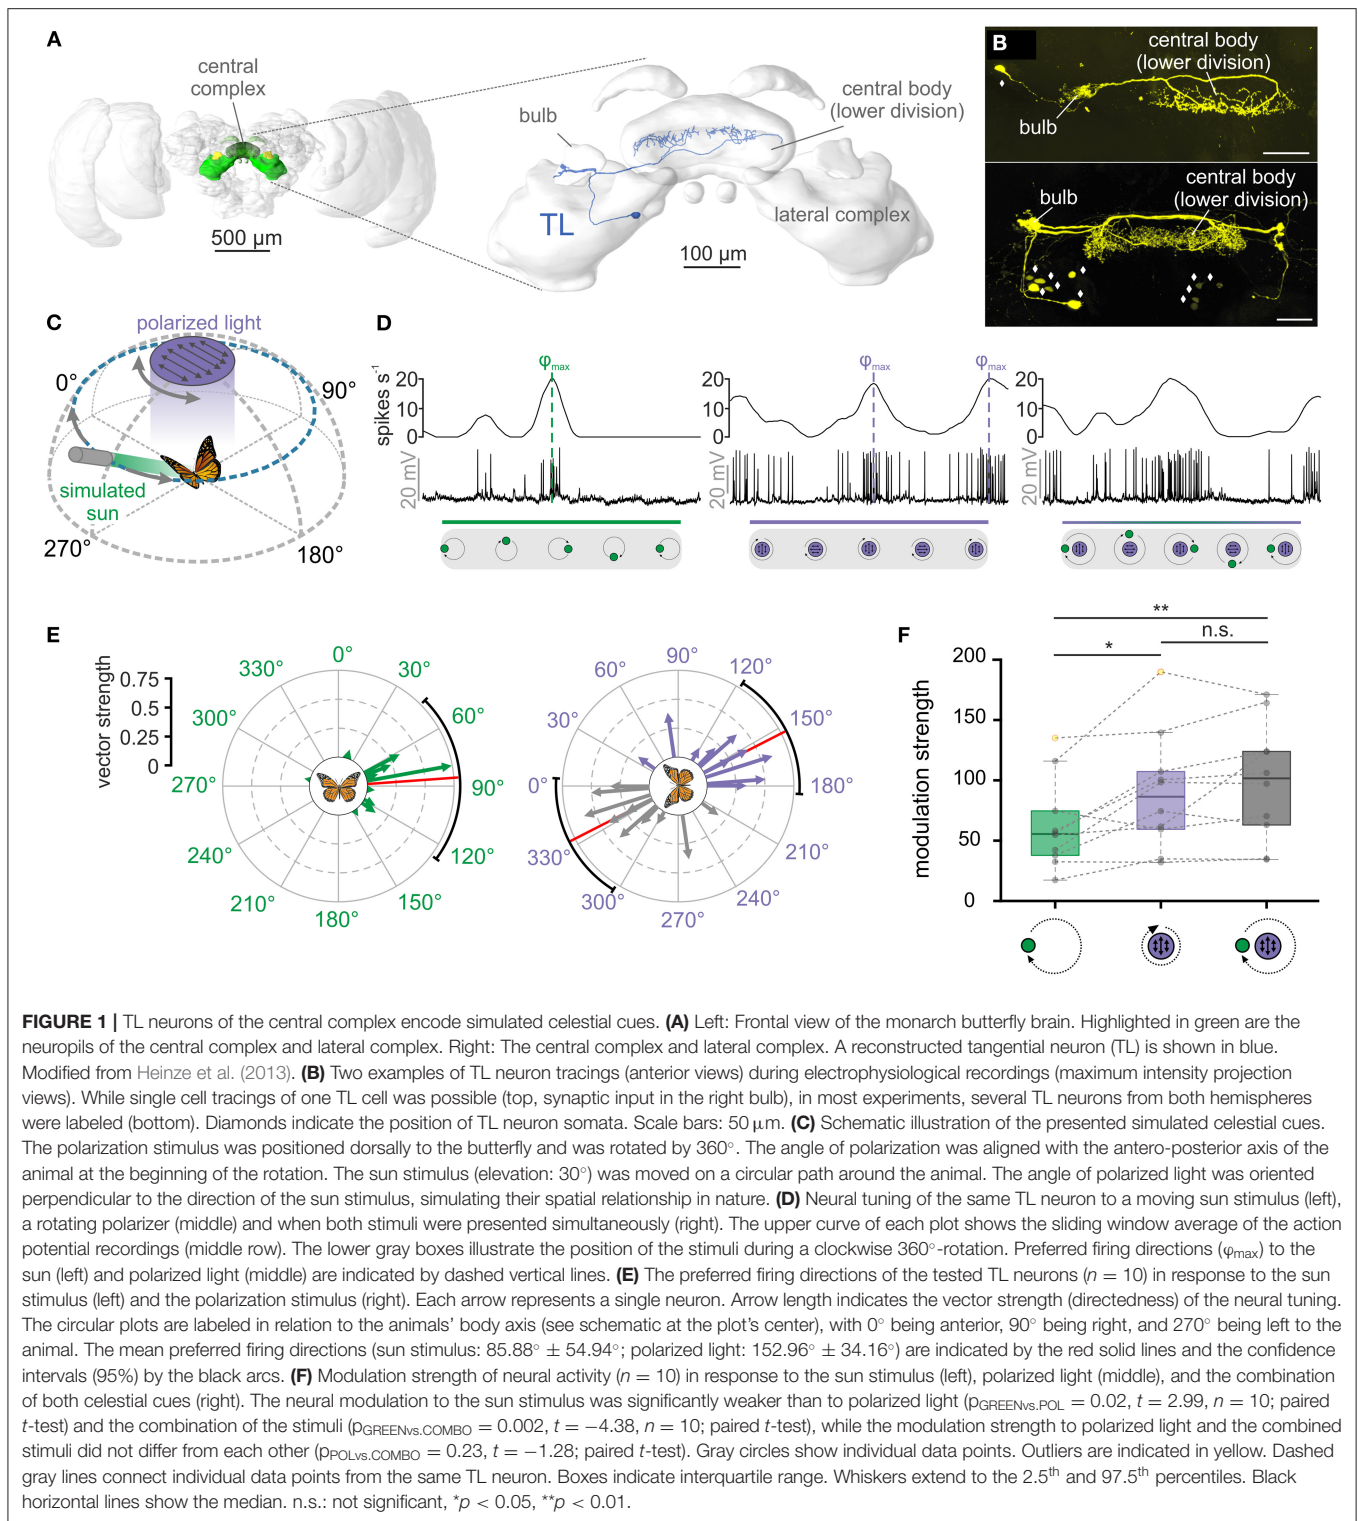 A
central
complex
500 µm
bulb
central body
(lower division)
TL
lateral complex
100 µm
B
central body
(lower division)
bulb
bulb
central body
(lower division)
C
polarized light
0°
90°
simulated
sun
270°
180°
D
spikes s⁻¹
20
10
0
20 mV
φmax
20
10
0
20 mV
φmax
φmax
20
10
0
20 mV
E
vector strength
0.75
0.5
0.25
0
0°
30°
60°
90°
120°
150°
180°
210°
240°
270°
300°
330°
90°
120°
150°
180°
210°
240°
270°
300°
330°
0°
30°
60°
F
**
n.s.
*
modulation strength
200
150
100
50
0
FIGURE 1 | TL neurons of the central complex encode simulated celestial cues. (A) Left: Frontal view of the monarch butterfly brain. Highlighted in green are the
neuropils of the central complex and lateral complex. Right: The central complex and lateral complex. A reconstructed tangential neuron (TL) is shown in blue.
Modified from Heinze et al. (2013). (B) Two examples of TL neuron tracings (anterior views) during electrophysiological recordings (maximum intensity projection
views). While single cell tracings of one TL cell was possible (top, synaptic input in the right bulb), in most experiments, several TL neurons from both hemispheres
were labeled (bottom). Diamonds indicate the position of TL neuron somata. Scale bars: 50 µm. (C) Schematic illustration of the presented simulated celestial cues.
The polarization stimulus was positioned dorsally to the butterfly and was rotated by 360°. The angle of polarization was aligned with the antero-posterior axis of the
animal at the beginning of the rotation. The sun stimulus (elevation: 30°) was moved on a circular path around the animal. The angle of polarized light was oriented
perpendicular to the direction of the sun stimulus, simulating their spatial relationship in nature. (D) Neural tuning of the same TL neuron to a moving sun stimulus (left),
a rotating polarizer (middle) and when both stimuli were presented simultaneously (right). The upper curve of each plot shows the sliding window average of the action
potential recordings (middle row). The lower gray boxes illustrate the position of the stimuli during a clockwise 360°-rotation. Preferred firing directions (φmax) to the
sun (left) and polarized light (middle) are indicated by dashed vertical lines. (E) The preferred firing directions of the tested TL neurons (n = 10) in response to the sun
stimulus (left) and the polarization stimulus (right). Each arrow represents a single neuron. Arrow length indicates the vector strength (directedness) of the neural tuning.
The circular plots are labeled in relation to the animals' body axis (see schematic at the plot's center), with 0° being anterior, 90° being right, and 270° being left to the
animal. The mean preferred firing directions (sun stimulus: 85.88° ± 54.94°; polarized light: 152.96° ± 34.16°) are indicated by the red solid lines and the confidence
intervals (95%) by the black arcs. (F) Modulation strength of neural activity (n = 10) in response to the sun stimulus (left), polarized light (middle), and the combination
of both celestial cues (right). The neural modulation to the sun stimulus was significantly weaker than to polarized light (pGREENvs.POL = 0.02, t = 2.99, n = 10; paired
t-test) and the combination of the stimuli (pGREENvs.COMBO = 0.002, t = −4.38, n = 10; paired t-test), while the modulation strength to polarized light and the combined
stimuli did not differ from each other (pPOLvs.COMBO = 0.23, t = −1.28; paired t-test). Gray circles show individual data points. Outliers are indicated in yellow. Dashed
gray lines connect individual data points from the same TL neuron. Boxes indicate interquartile range. Whiskers extend to the 2.5th and 97.5th percentiles. Black
horizontal lines show the median. n.s.: not significant, *p < 0.05, **p < 0.01.